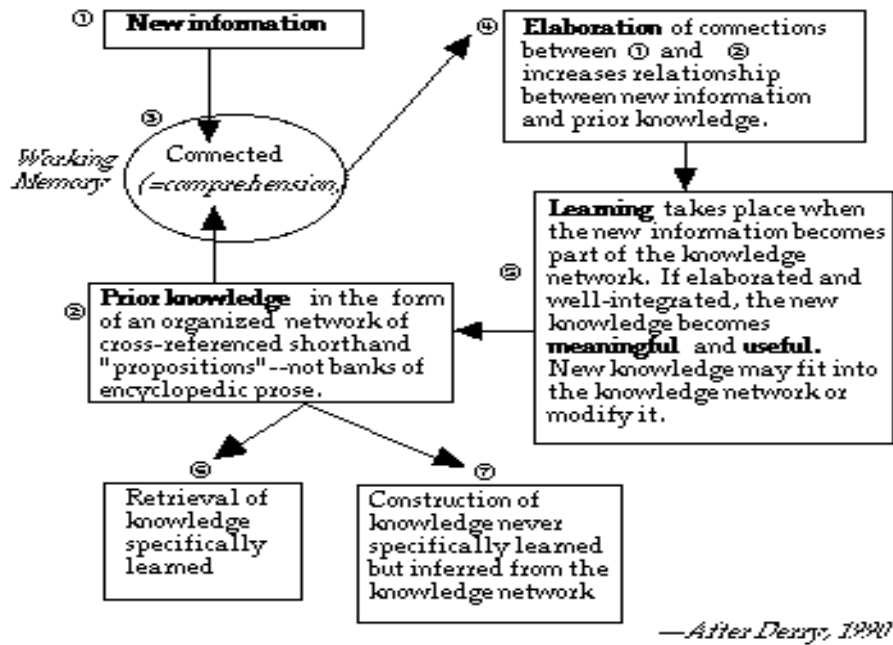 ① New information
③
Working
Memory
Connected
(=comprehension)
④ Elaboration of connections
between ① and ②
increases relationship
between new information
and prior knowledge.
⑤ Learning takes place when
the new information becomes
part of the knowledge
network. If elaborated and
well-integrated, the new
knowledge becomes
meaningful and useful.
New knowledge may fit into
the knowledge network or
modify it.
② Prior knowledge in the form
of an organized network of
cross-referenced shorthand
"propositions"--not banks of
encyclopedic prose.
⑥
Retrieval of
knowledge
specifically
learned
⑦
Construction of
knowledge never
specifically learned
but inferred from the
knowledge network
—After Derry, 1990